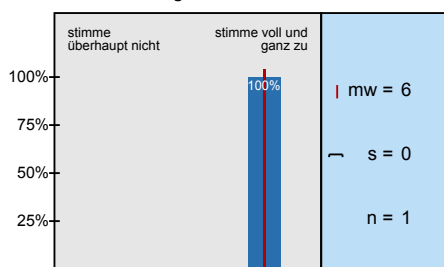 stimme
überhaupt nicht
stimme voll und
ganz zu
100%
75%
50%
25%
100%
mw = 6
s = 0
n = 1